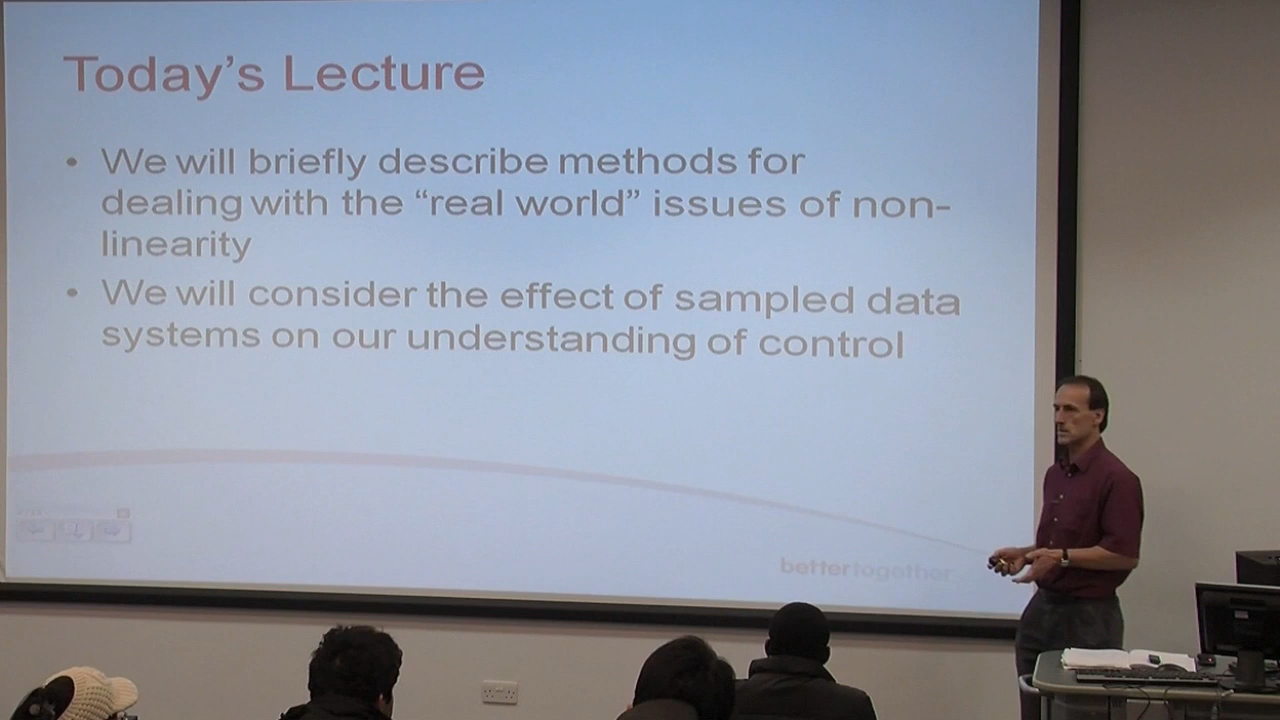 Today's Lecture
• We will briefly describe methods for
dealing with the “real world” issues of non-
linearity
• We will consider the effect of sampled data
systems on our understanding of control
bettertogether